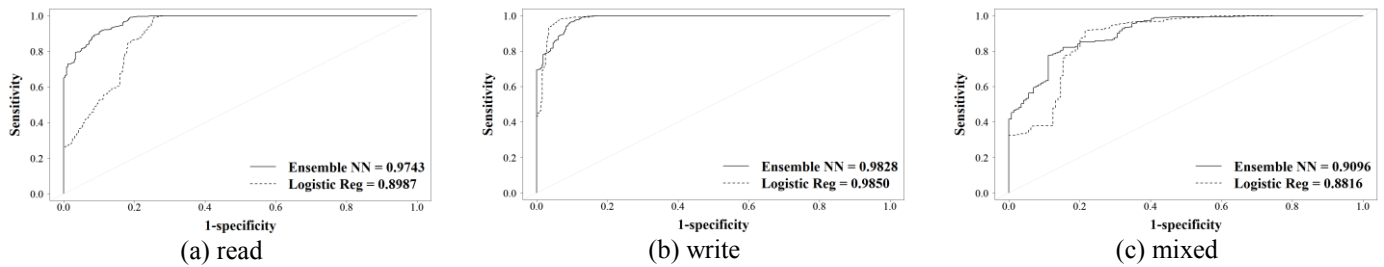 1.0
0.8
0.6
0.4
0.2
0.0
Sensitivity
Ensemble NN = 0.9743
Logistic Reg = 0.8987
0.0 0.2 0.4 0.6 0.8 1.0
1-specificity
(a) read
1.0
0.8
0.6
0.4
0.2
0.0
Sensitivity
Ensemble NN = 0.9828
Logistic Reg = 0.9850
0.0 0.2 0.4 0.6 0.8 1.0
1-specificity
(b) write
1.0
0.8
0.6
0.4
0.2
0.0
Sensitivity
Ensemble NN = 0.9096
Logistic Reg = 0.8816
0.0 0.2 0.4 0.6 0.8 1.0
1-specificity
(c) mixed